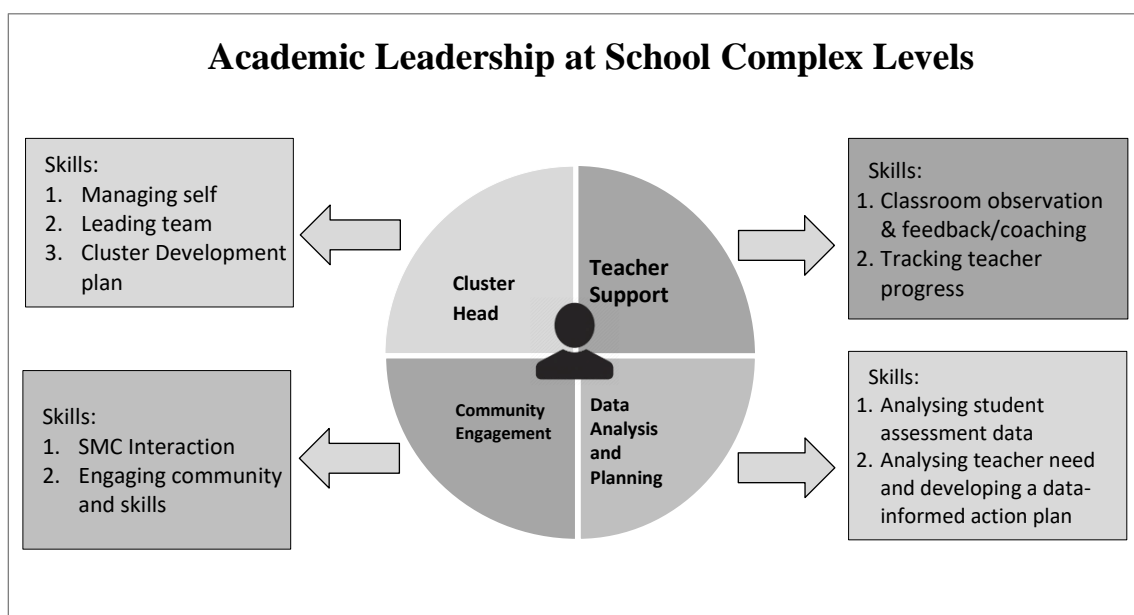 Academic Leadership at School Complex Levels
Skills:
1. Managing self
2. Leading team
3. Cluster Development
plan
Skills:
1. Classroom observation
& feedback/coaching
2. Tracking teacher
progress
Cluster
Head
Teacher
Support
Community
Engagement
Data
Analysis
and
Planning
Skills:
1. SMC Interaction
2. Engaging community
and skills
Skills:
1. Analysing student
assessment data
2. Analysing teacher need
and developing a data-
informed action plan